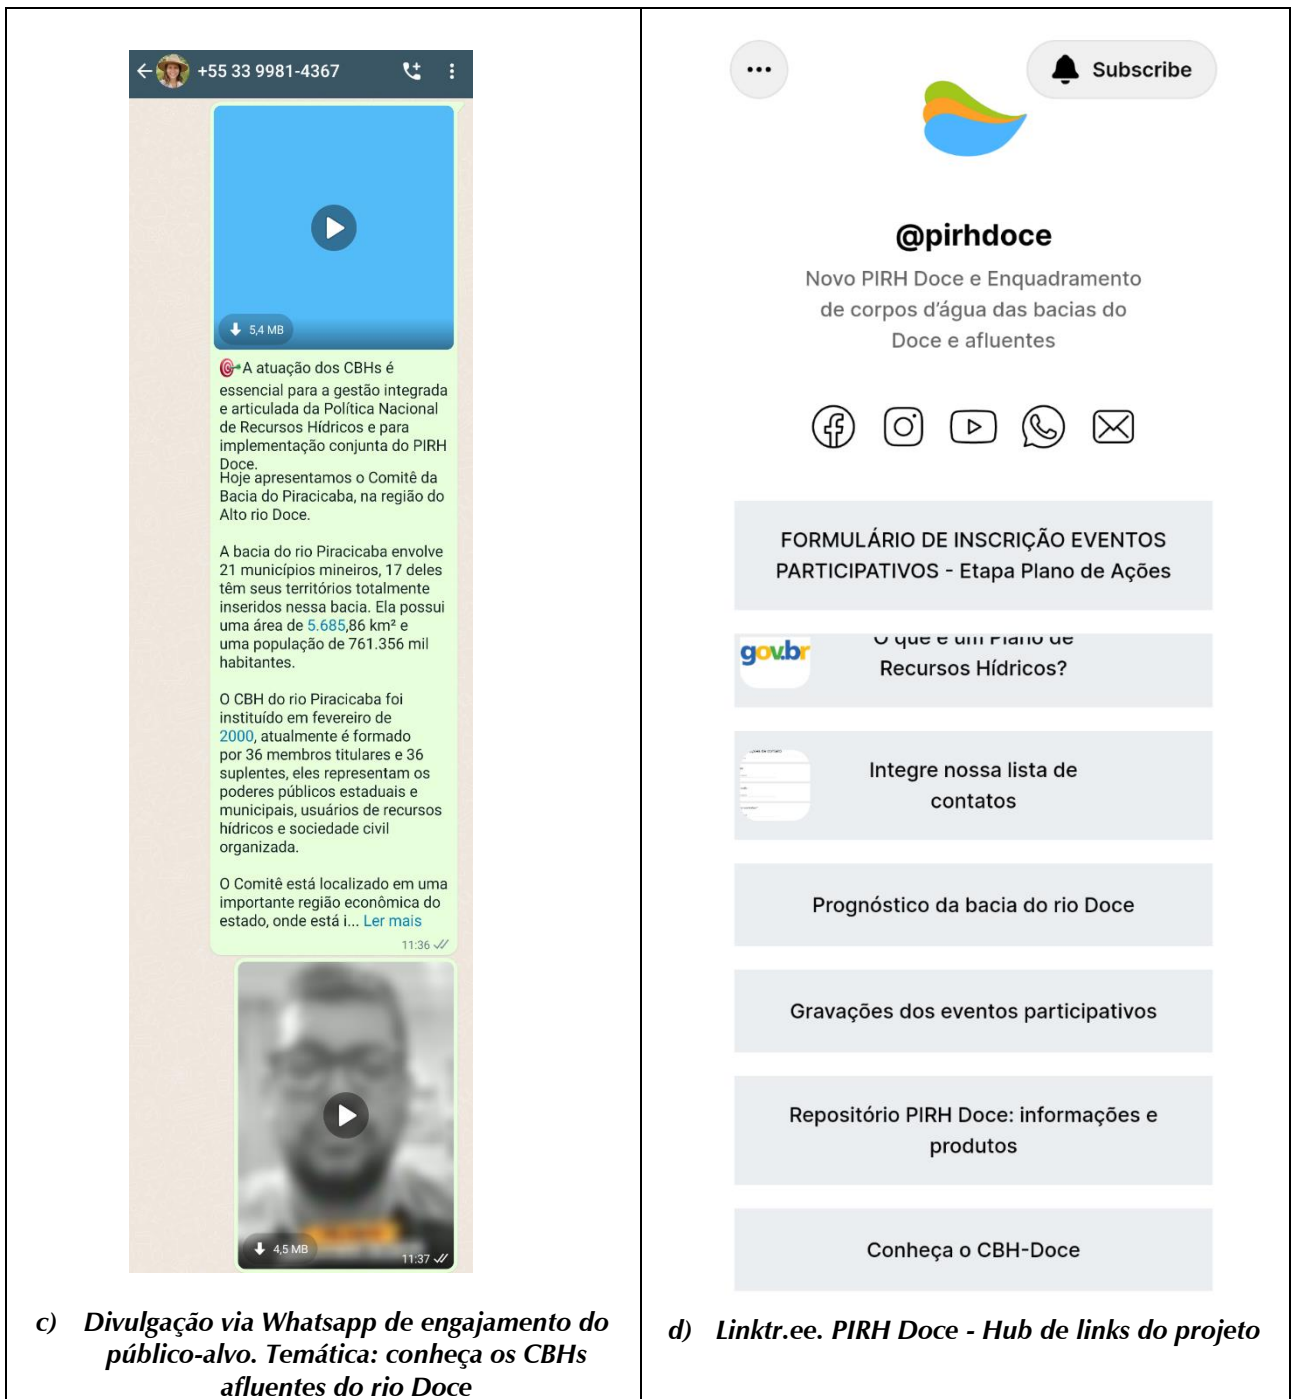 +55 33 9981-4367
5,4 MB
A atuação dos CBHs é
essencial para a gestão integrada
e articulada da Política Nacional
de Recursos Hídricos e para
implementação conjunta do PIRH
Doce.
Hoje apresentamos o Comitê da
Bacia do Piracicaba, na região do
Alto rio Doce.
A bacia do rio Piracicaba envolve
21 municípios mineiros, 17 deles
têm seus territórios totalmente
inseridos nessa bacia. Ela possui
uma área de 5.685,86 km² e
uma população de 761.356 mil
habitantes.
O CBH do rio Piracicaba foi
instituído em fevereiro de
2000, atualmente é formado
por 36 membros titulares e 36
suplentes, eles representam os
poderes públicos estaduais e
municipais, usuários de recursos
hídricos e sociedade civil
organizada.
O Comitê está localizado em uma
importante região econômica do
estado, onde está i... Ler mais
11:36
4,5 MB
11:37
c) Divulgação via Whatsapp de engajamento do
público-alvo. Temática: conheça os CBHs
afluentes do rio Doce
Subscribe
@pirhdoce
Novo PIRH Doce e Enquadramento
de corpos d'água das bacias do
Doce e afluentes
FORMULÁRIO DE INSCRIÇÃO EVENTOS
PARTICIPATIVOS - Etapa Plano de Ações
gov.br
O que é um Plano de
Recursos Hídricos?
Integre nossa lista de
contatos
Prognóstico da bacia do rio Doce
Gravações dos eventos participativos
Repositório PIRH Doce: informações e
produtos
Conheça o CBH-Doce
d) Linktr.ee. PIRH Doce - Hub de links do projeto